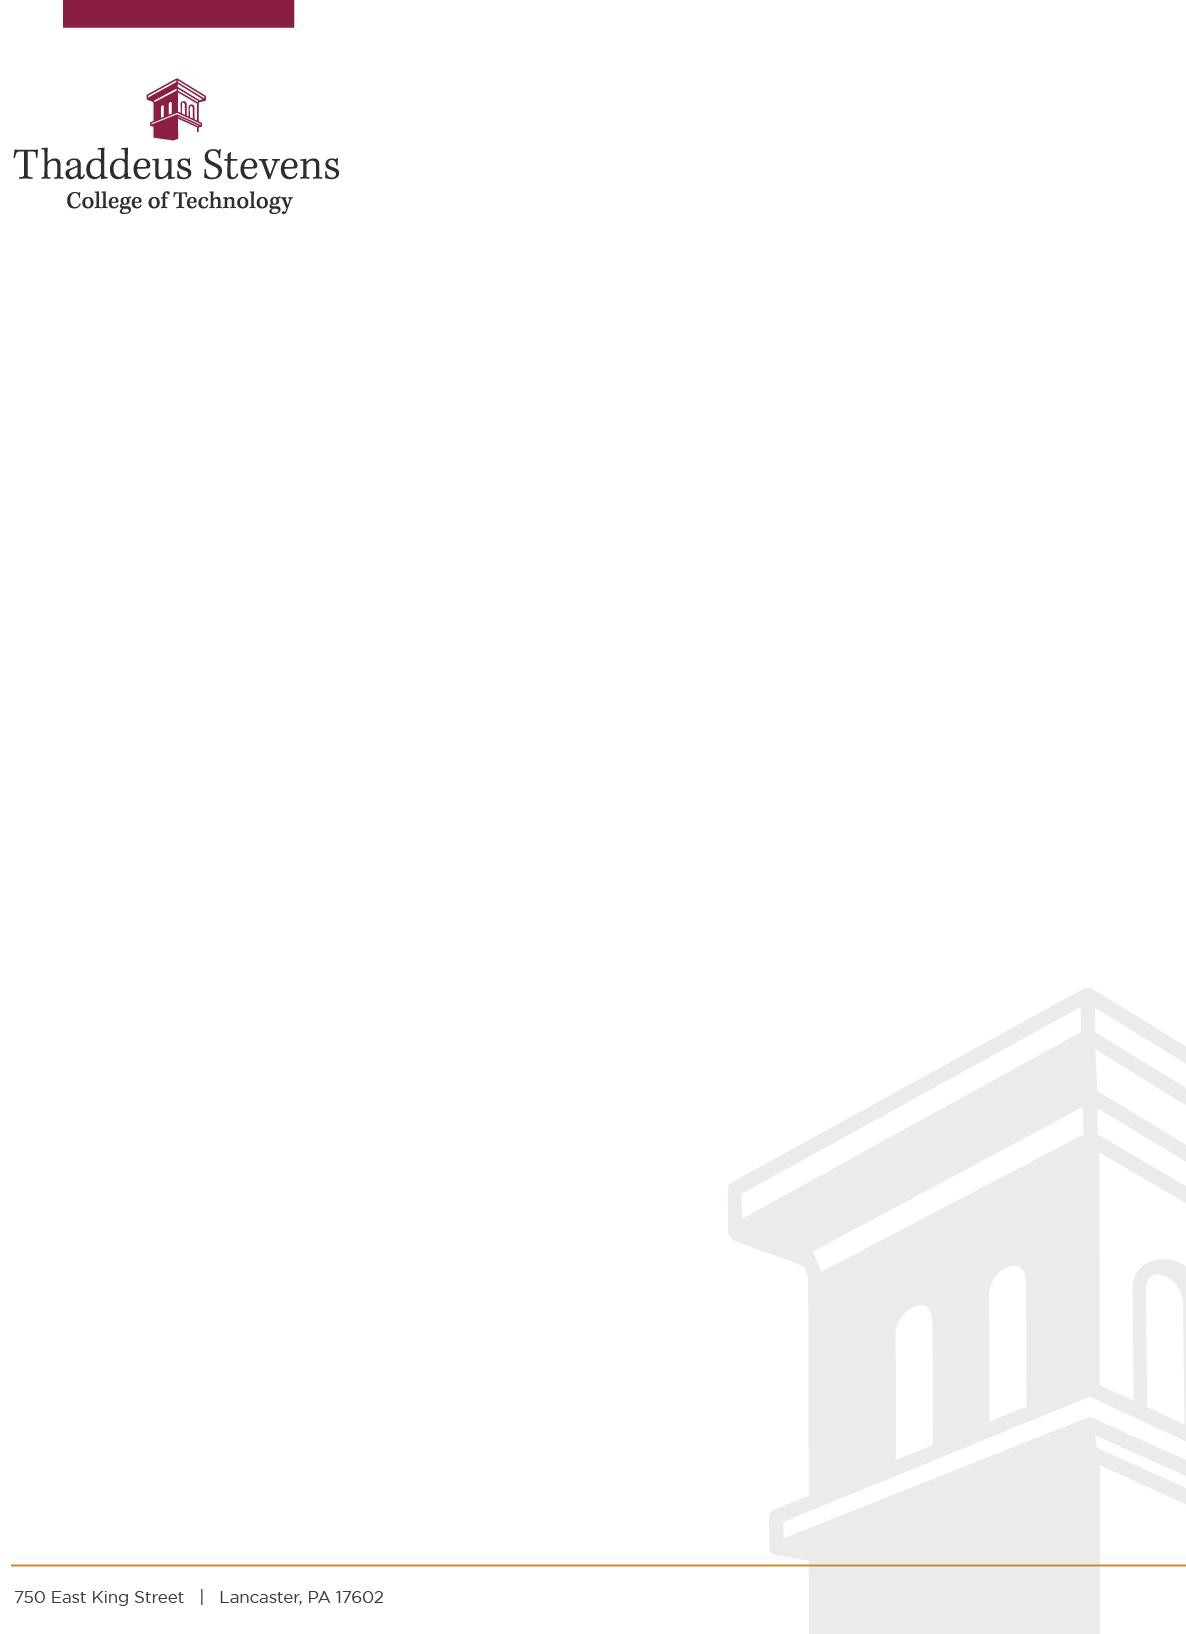 Thaddeus Stevens
College of Technology
750 East King Street | Lancaster, PA 17602